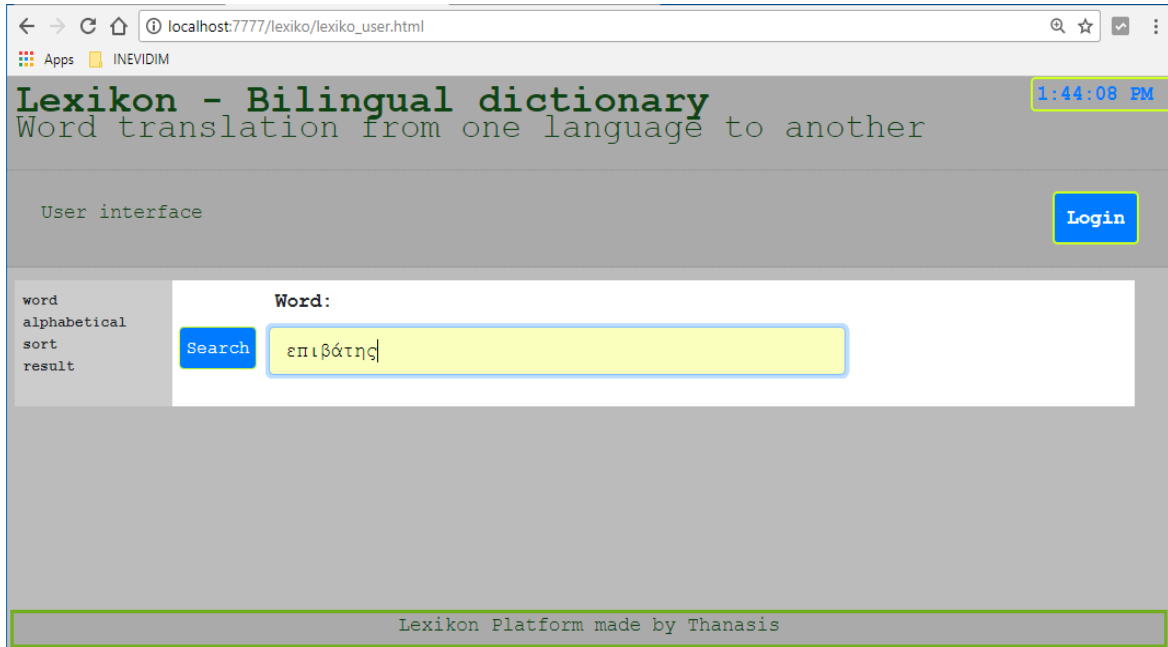 localhost:7777/lexiko/lexiko_user.html
Apps INEVIDIM
Lexikon - Bilingual dictionary
1:44:08 PM
Word translation from one language to another
User interface
Login
word
alphabetical
sort
result
Word:
Search
επιβάτης
Lexikon Platform made by Thanasis